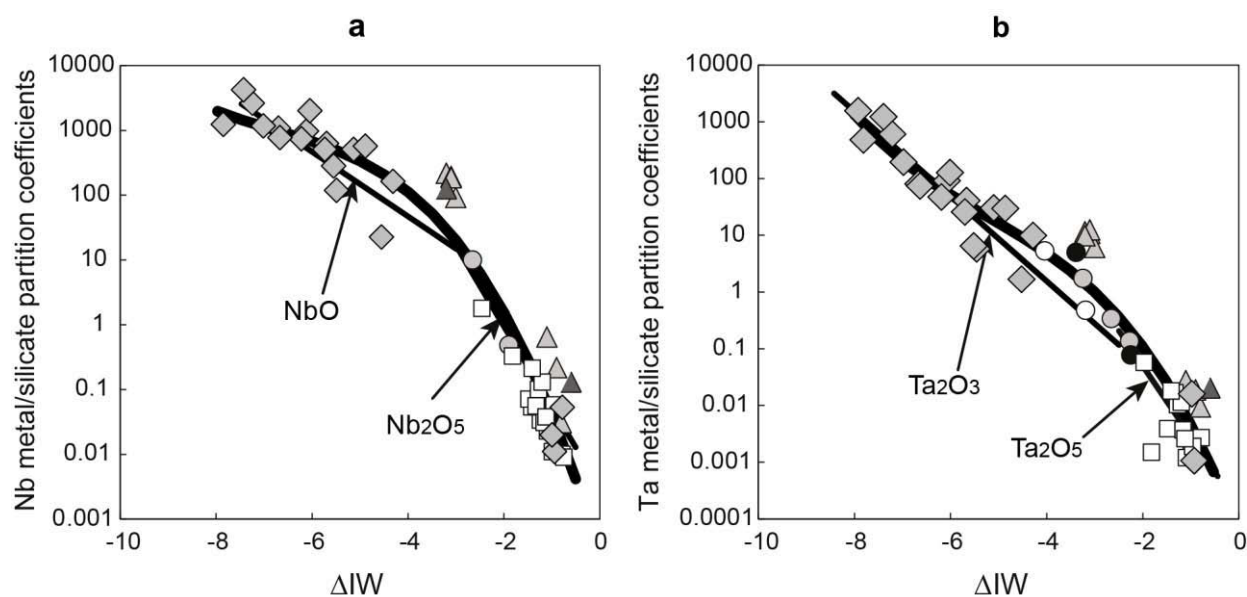 a
Nb metal/silicate partition coefficients
10000
1000
100
10
1
0.1
0.01
0.001
NbO
Nb2O5
-10
-8
-6
-4
-2
0
ΔIW
b
Ta metal/silicate partition coefficients
10000
1000
100
10
1
0.1
0.01
0.001
0.0001
Ta2O3
Ta2O5
-10
-8
-6
-4
-2
0
ΔIW